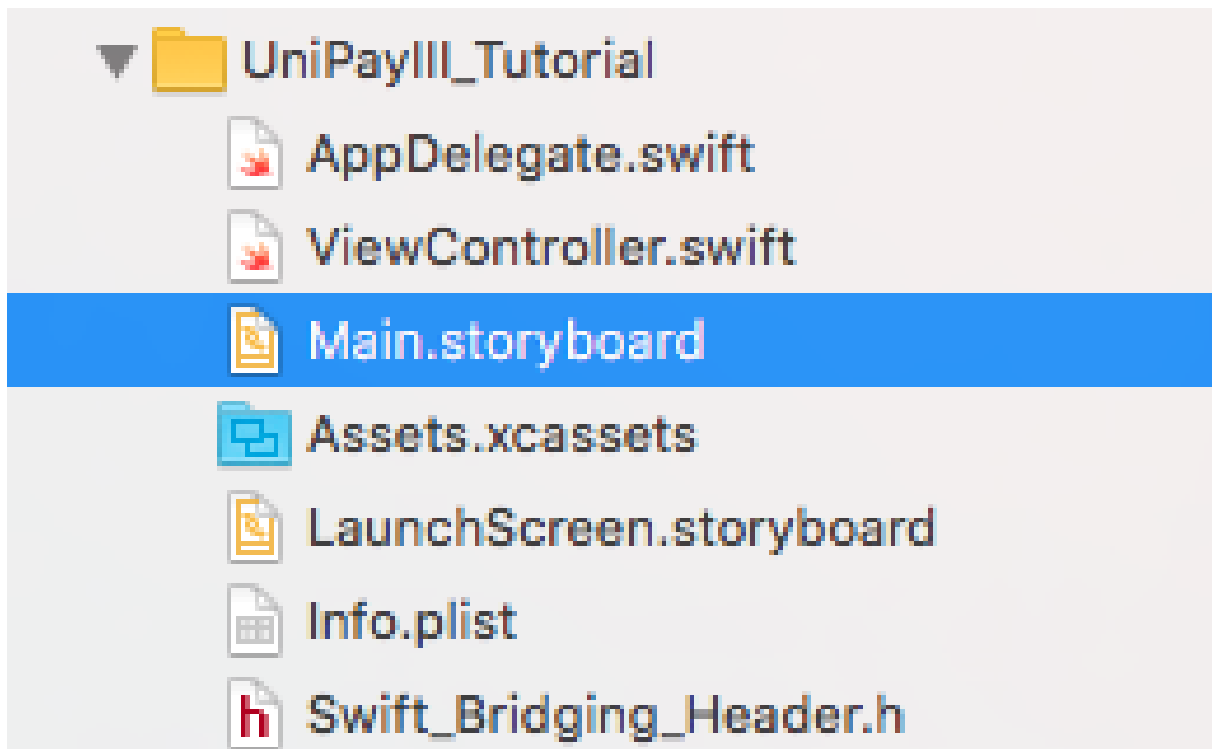 UniPayIII_Tutorial
AppDelegate.swift
ViewController.swift
Main.storyboard
Assets.xcassets
LaunchScreen.storyboard
Info.plist
h Swift_Bridging_Header.h